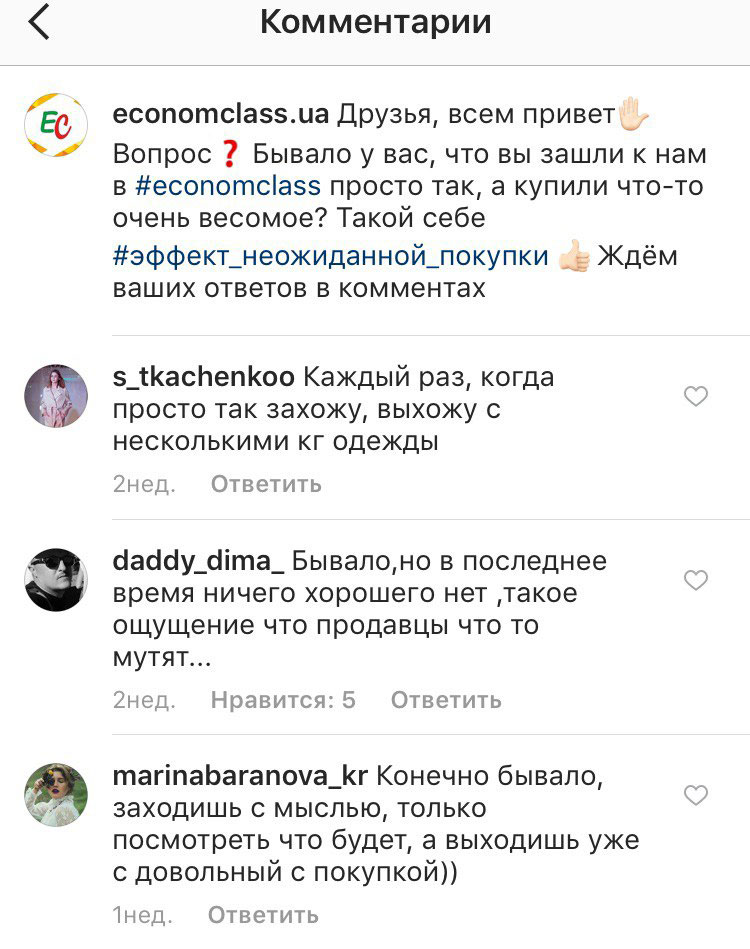 Комментарии
EC
economclass.ua Друзья, всем привет✋🏻
Вопрос❓ Бывало у вас, что вы зашли к нам
в #economclass просто так, а купили что-то
очень весомое? Такой себе
#эффект_неожиданной_покупки 👍🏻 Ждём
ваших ответов в комментах
s_tkachenkoo Каждый раз, когда
просто так захожу, выхожу с
несколькими кг одежды
2нед. Ответить
daddy_dima_ Бывало,но в последнее
время ничего хорошего нет ,такое
ощущение что продавцы что то
мутят...
2нед. Нравится: 5 Ответить
marinabaranova_kr Конечно бывало,
заходишь с мыслью, только
посмотреть что будет, а выходишь уже
с довольный с покупкой))
1нед. Ответить